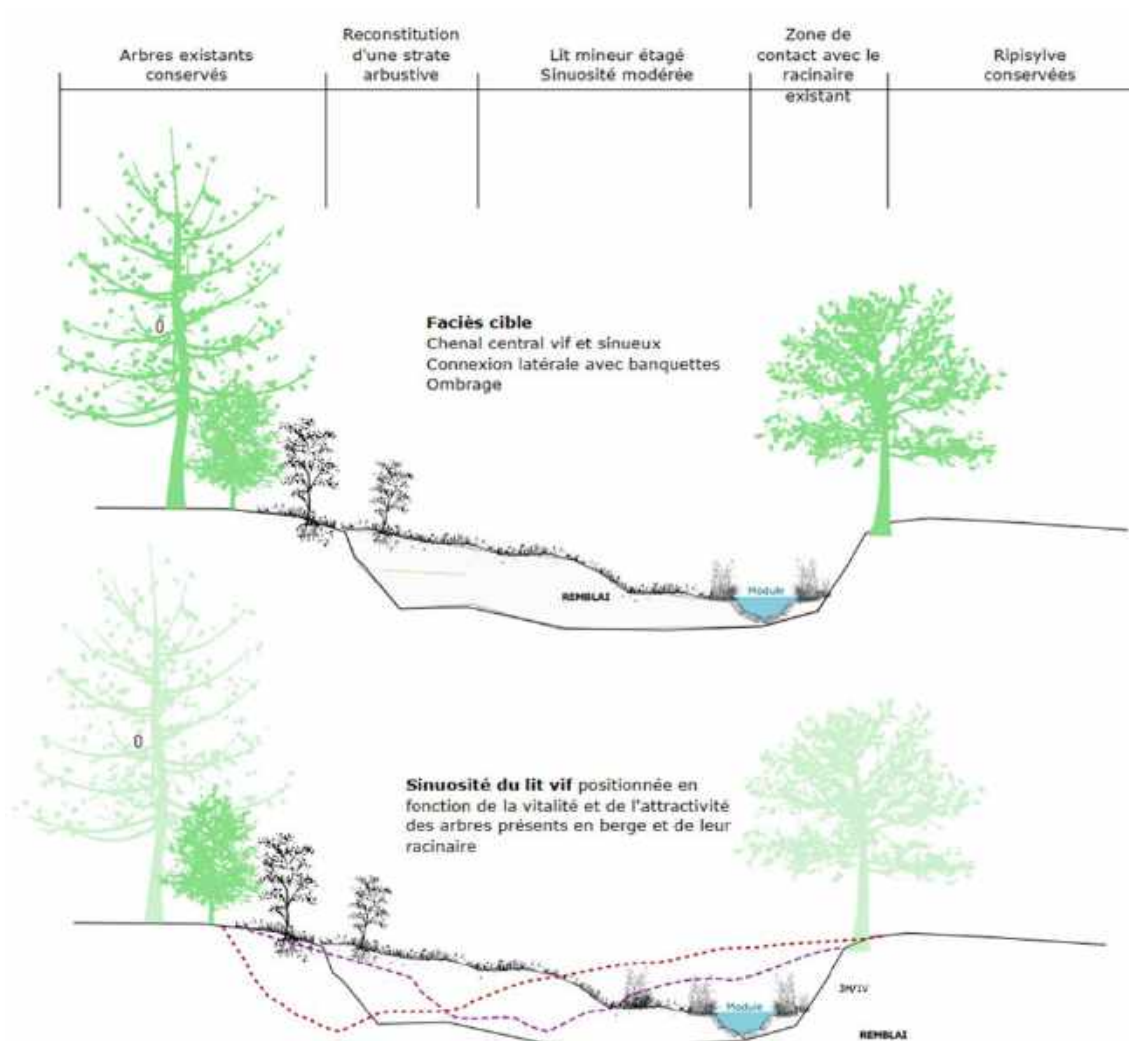 Arbres existants
conservés
Reconstitution
d'une strate
arbustive
Lit mineur étagé
Sinuosité modérée
Zone de
contact avec le
racinaire
existant
Ripisylve
conservées
Faciès cible
Chenal central vif et sinueux
Connexion latérale avec banquettes
Ombrage
REMBLAI
Module
Sinuosité du lit vif positionnée en
fonction de la vitalité et de l'attractivité
des arbres présents en berge et de leur
racinaire
Module
REMBLAI